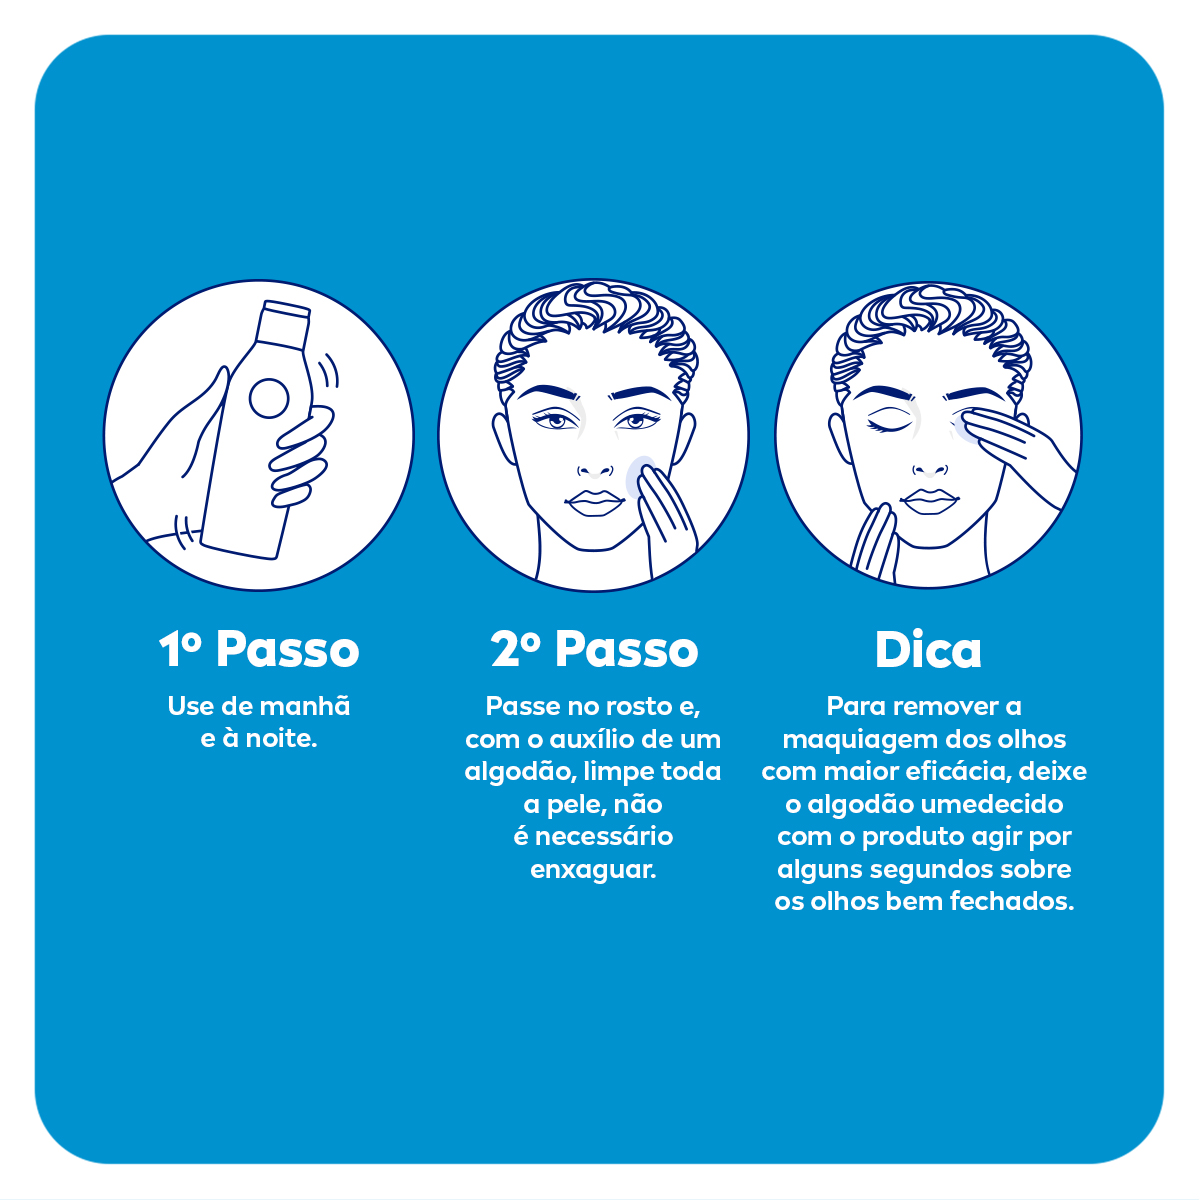 1º Passo
Use de manhã
e à noite.
2º Passo
Passe no rosto e,
com o auxílio de um
algodão, limpe toda
a pele, não
é necessário
enxaguar.
Dica
Para remover a
maquiagem dos olhos
com maior eficácia, deixe
o algodão umedecido
com o produto agir por
alguns segundos sobre
os olhos bem fechados.